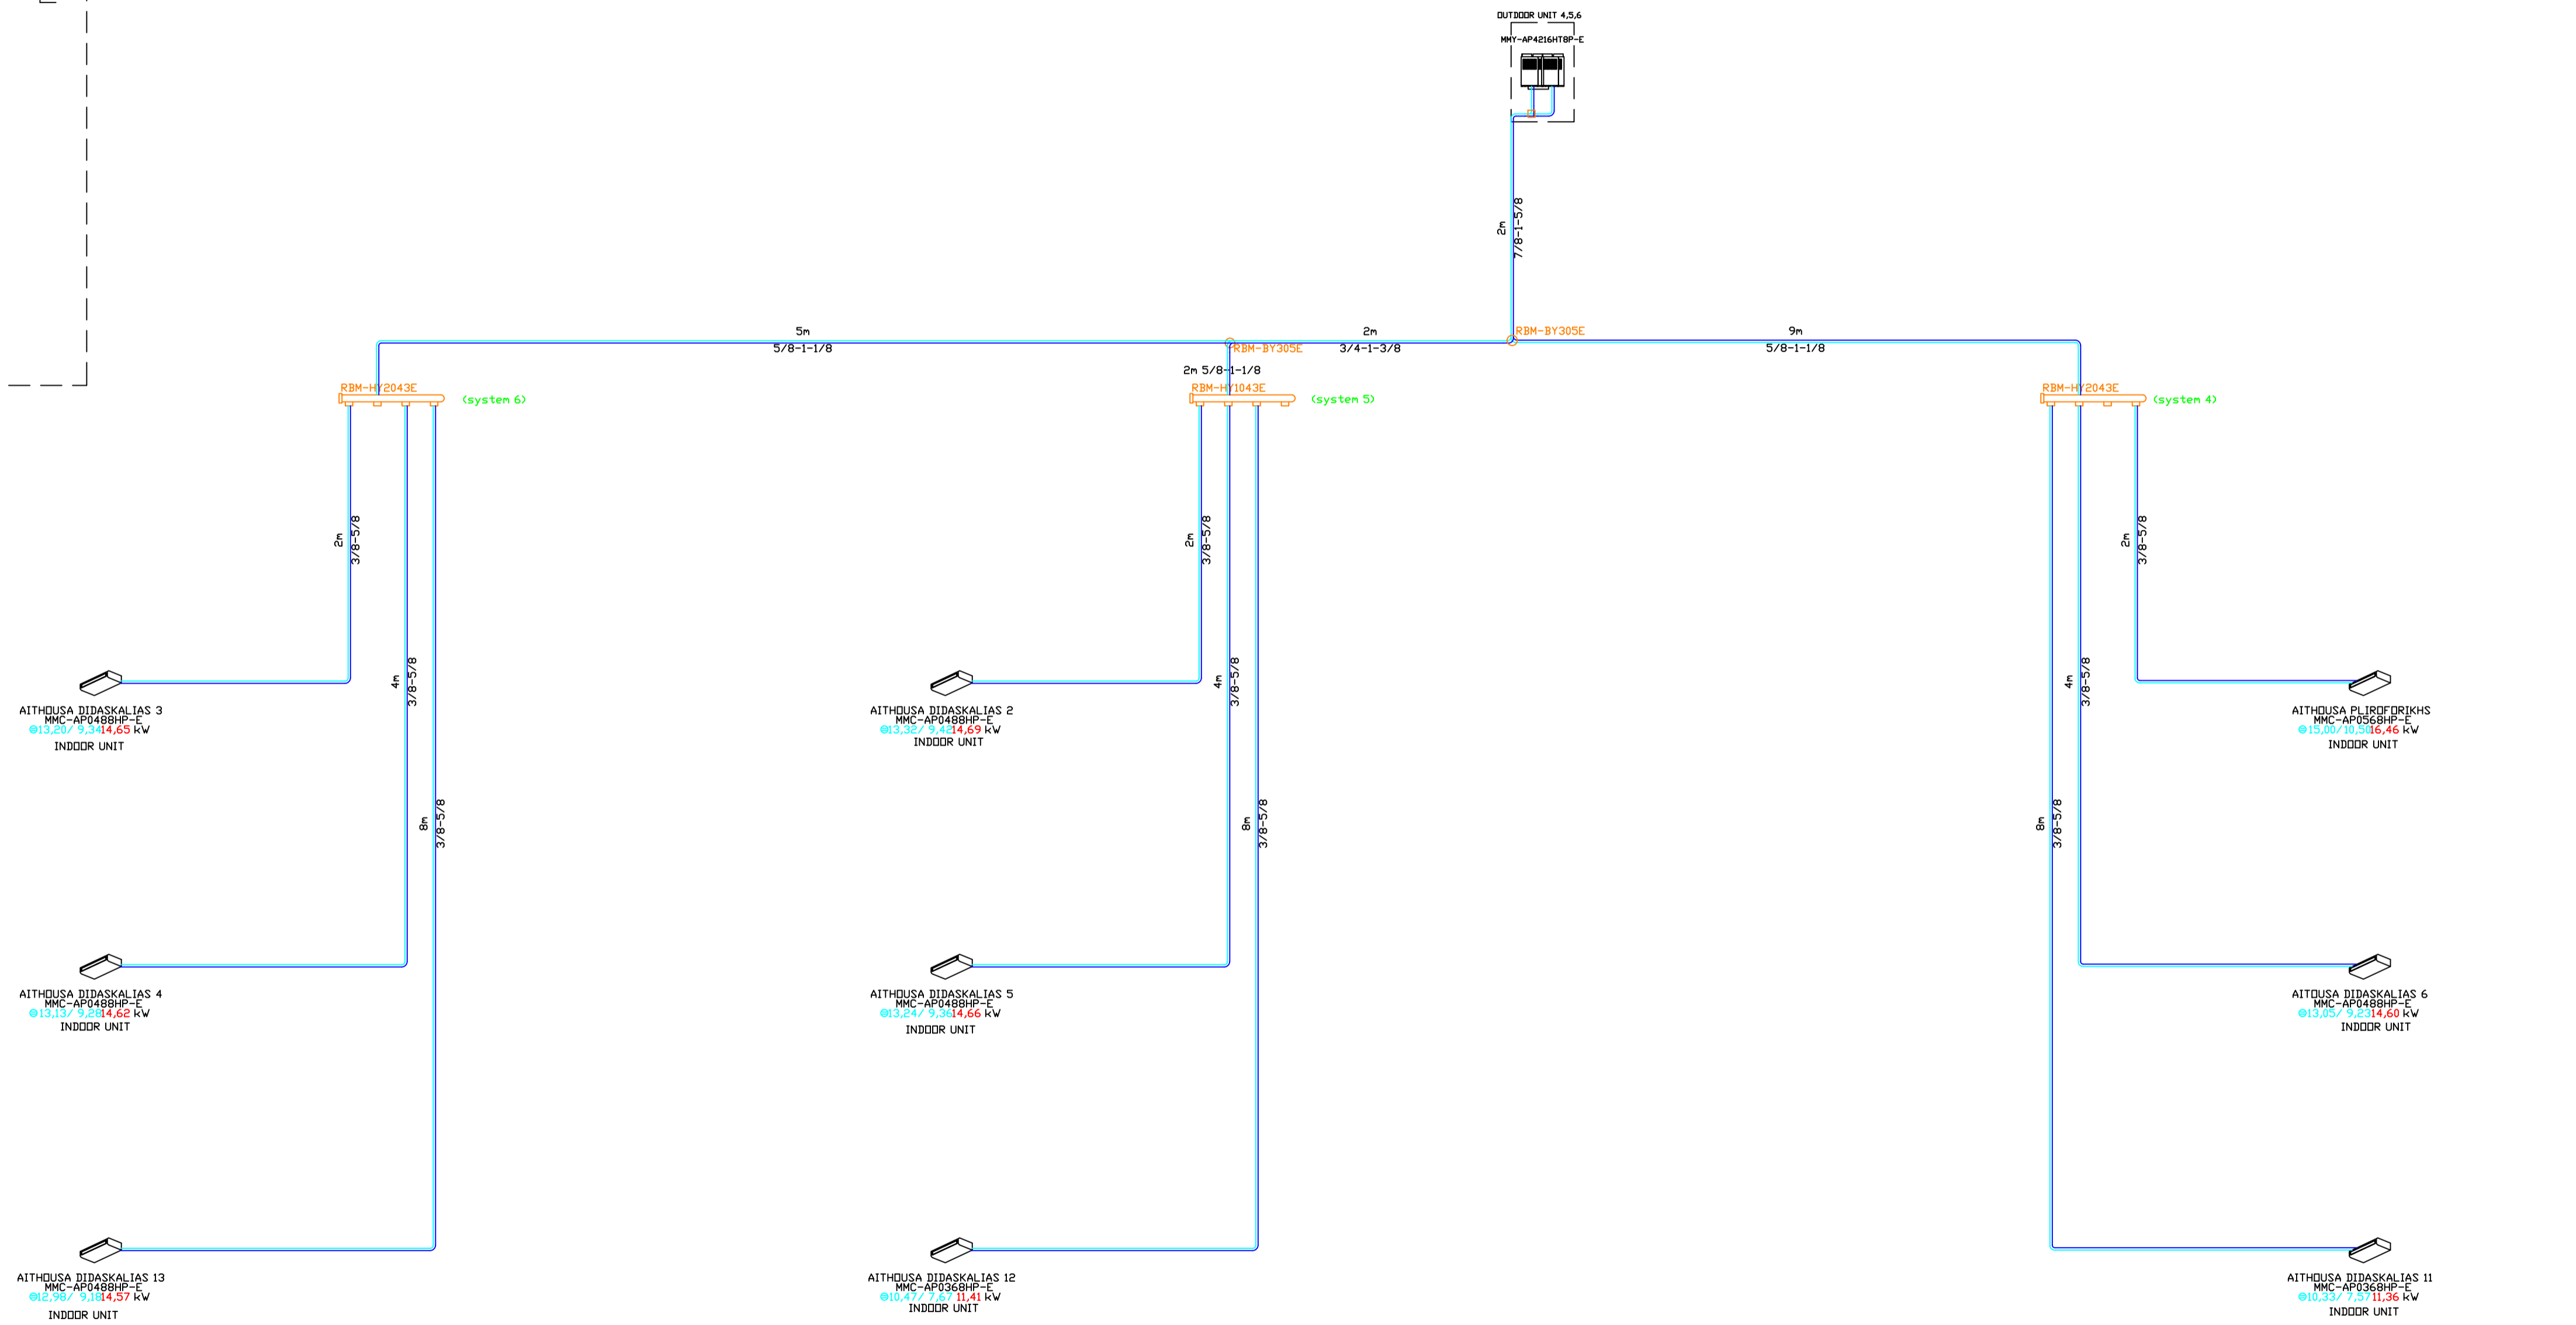 OUTDOOR UNIT 4,5,6
MMY-AP4216HT8P-E
2m
7/8-1-5/8
5m
5/8-1-1/8
2m
3/4-1-3/8
RBM-BY305E
9m
5/8-1-1/8
RBM-BY305E
2m 5/8-1-1/8
RBM-HY2043E
(system 6)
RBM-HY1043E
(system 5)
RBM-HY2043E
(system 4)
2m
3/8-5/8
4m
3/8-5/8
8m
3/8-5/8
2m
3/8-5/8
4m
3/8-5/8
8m
3/8-5/8
8m
3/8-5/8
4m
3/8-5/8
2m
3/8-5/8
AITHOUSA DIDASKALIAS 3
MMC-AP0488HP-E
13,20/ 9,34 14,65 kW
INDOOR UNIT
AITHOUSA DIDASKALIAS 2
MMC-AP0488HP-E
13,32/ 9,42 14,69 kW
INDOOR UNIT
AITHOUSA PLIROFORIKHS
MMC-AP0568HP-E
15,00/10,50 16,46 kW
INDOOR UNIT
AITHOUSA DIDASKALIAS 4
MMC-AP0488HP-E
13,13/ 9,28 14,62 kW
INDOOR UNIT
AITHOUSA DIDASKALIAS 5
MMC-AP0488HP-E
13,24/ 9,36 14,66 kW
INDOOR UNIT
AITOUSA DIDASKALIAS 6
MMC-AP0488HP-E
13,05/ 9,23 14,60 kW
INDOOR UNIT
AITHOUSA DIDASKALIAS 13
MMC-AP0488HP-E
12,98/ 9,18 14,57 kW
INDOOR UNIT
AITHOUSA DIDASKALIAS 12
MMC-AP0368HP-E
10,47/ 7,67 11,41 kW
INDOOR UNIT
AITHOUSA DIDASKALIAS 11
MMC-AP0368HP-E
10,33/ 7,57 11,36 kW
INDOOR UNIT